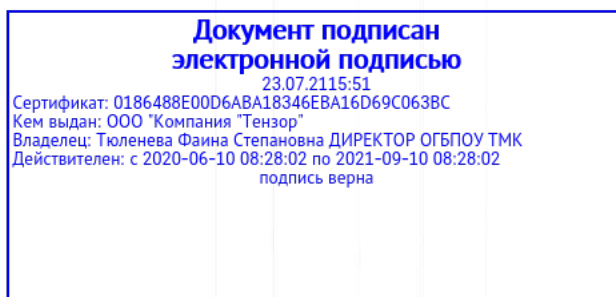 Документ подписан
электронной подписью
23.07.2115:51
Сертификат: 0186488E00D6ABA18346EBA16D69C063BC
Кем выдан: ООО "Компания "Тензор"
Владелец: Тюленева Фаина Степановна ДИРЕКТОР ОГБПОУ ТМК
Действителен: с 2020-06-10 08:28:02 по 2021-09-10 08:28:02
подпись верна